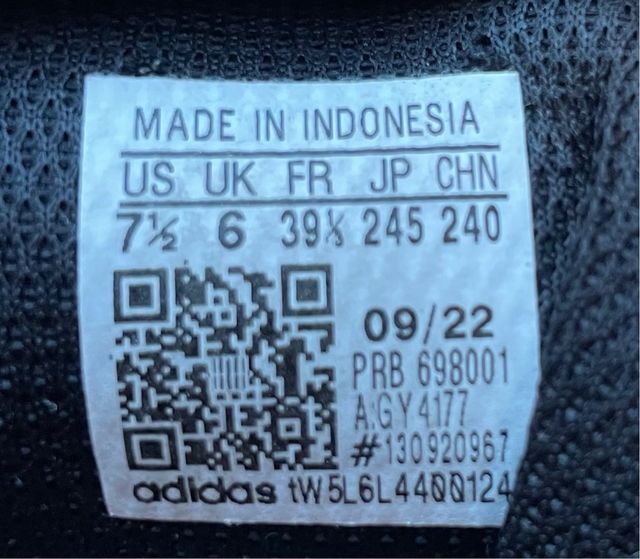 MADE IN INDONESIA
US UK FR JP CHN
7½ 6 39⅓ 245 240
09/22
PRB 698001
A:GY4177
#130920967
adidas tW5L6L4400124